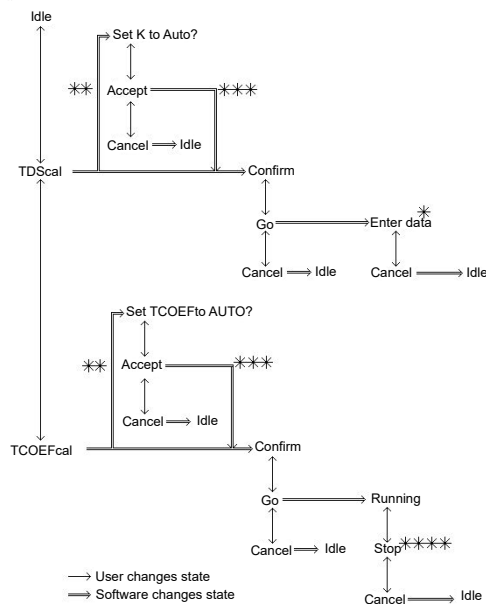 Idle
Set K to Auto?
**
Accept
***
Cancel
Idle
TDScal
Confirm
Go
Enter data*
Cancel
Idle
Cancel
Idle
Set TCOEFto AUTO?
**
Accept
***
Cancel
Idle
TCOEFcal
Confirm
Go
Running
Cancel
Idle
Stop****
Cancel
Idle
User changes state
Software changes state